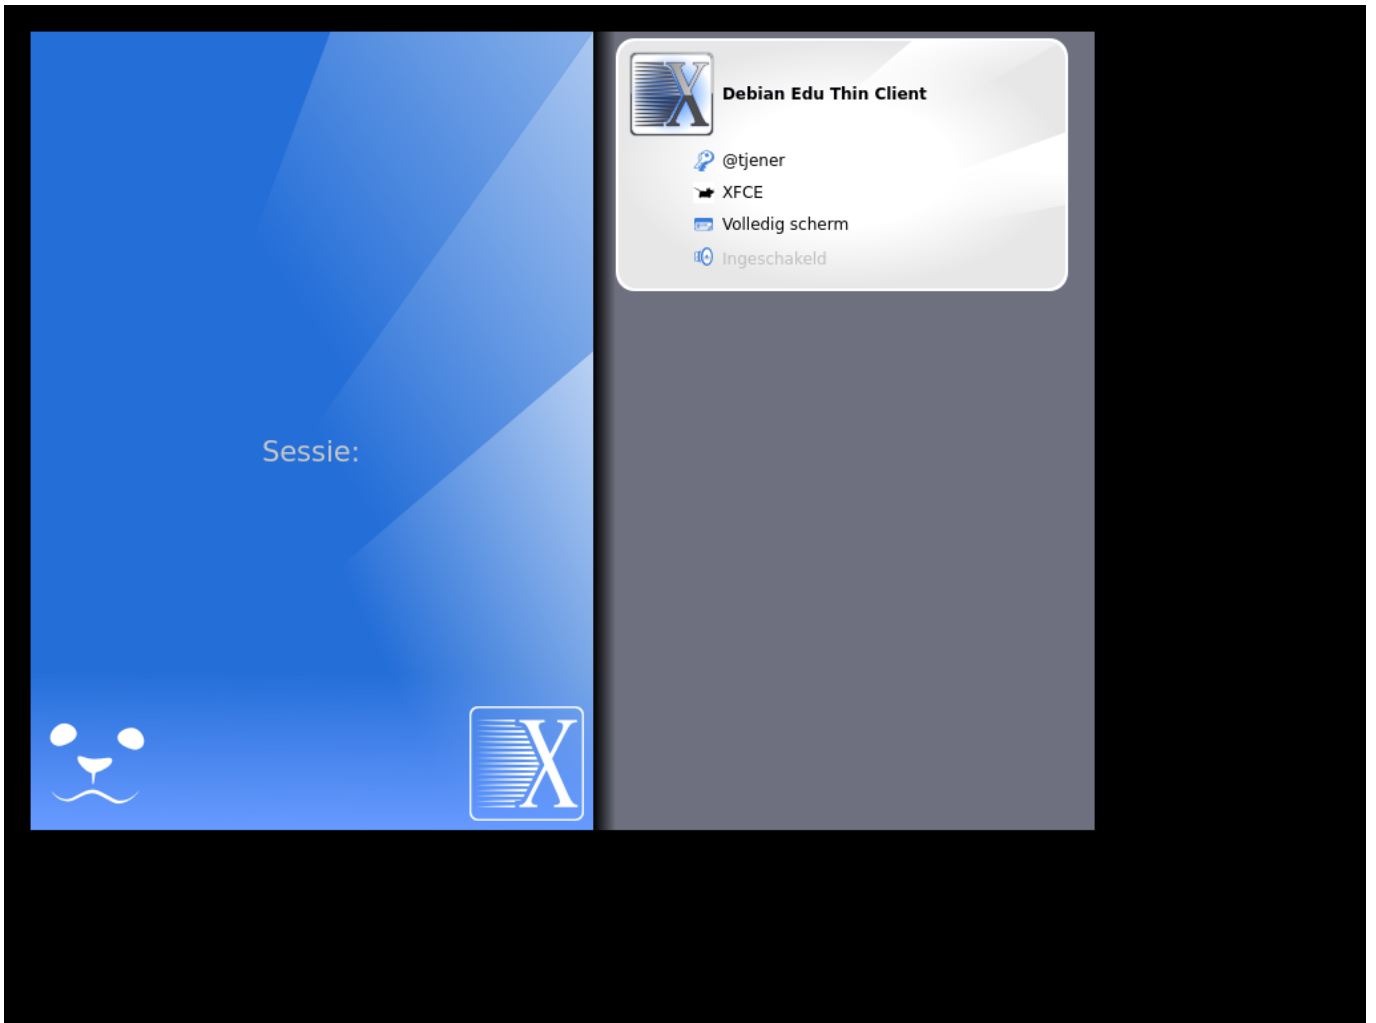 Debian Edu Thin Client
@tjener
XFCE
Volledig scherm
Ingeschakeld
Sessie:
X